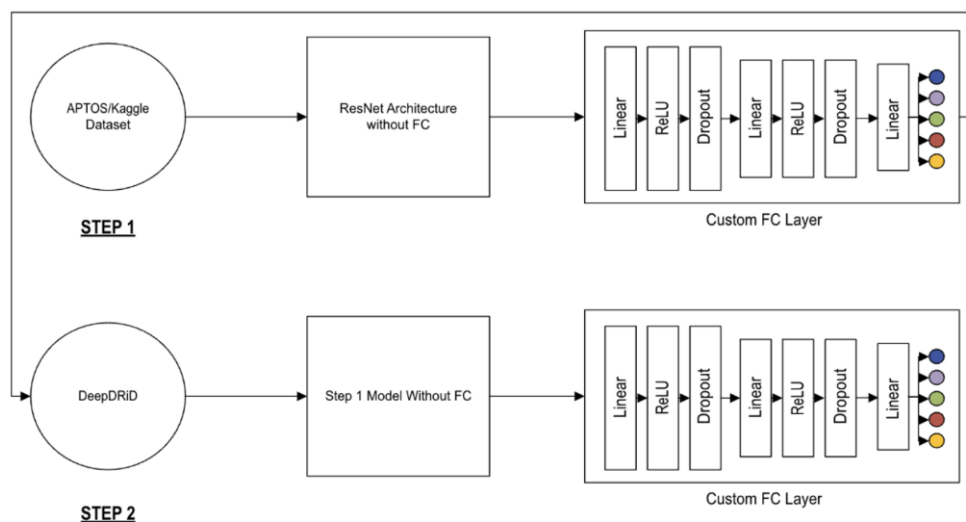 APTOS/Kaggle
Dataset
ResNet Architecture
without FC
Linear
ReLU
Dropout
Linear
ReLU
Dropout
Linear
Custom FC Layer
STEP 1
DeepDRiD
Step 1 Model Without FC
Linear
ReLU
Dropout
Linear
ReLU
Dropout
Linear
Custom FC Layer
STEP 2